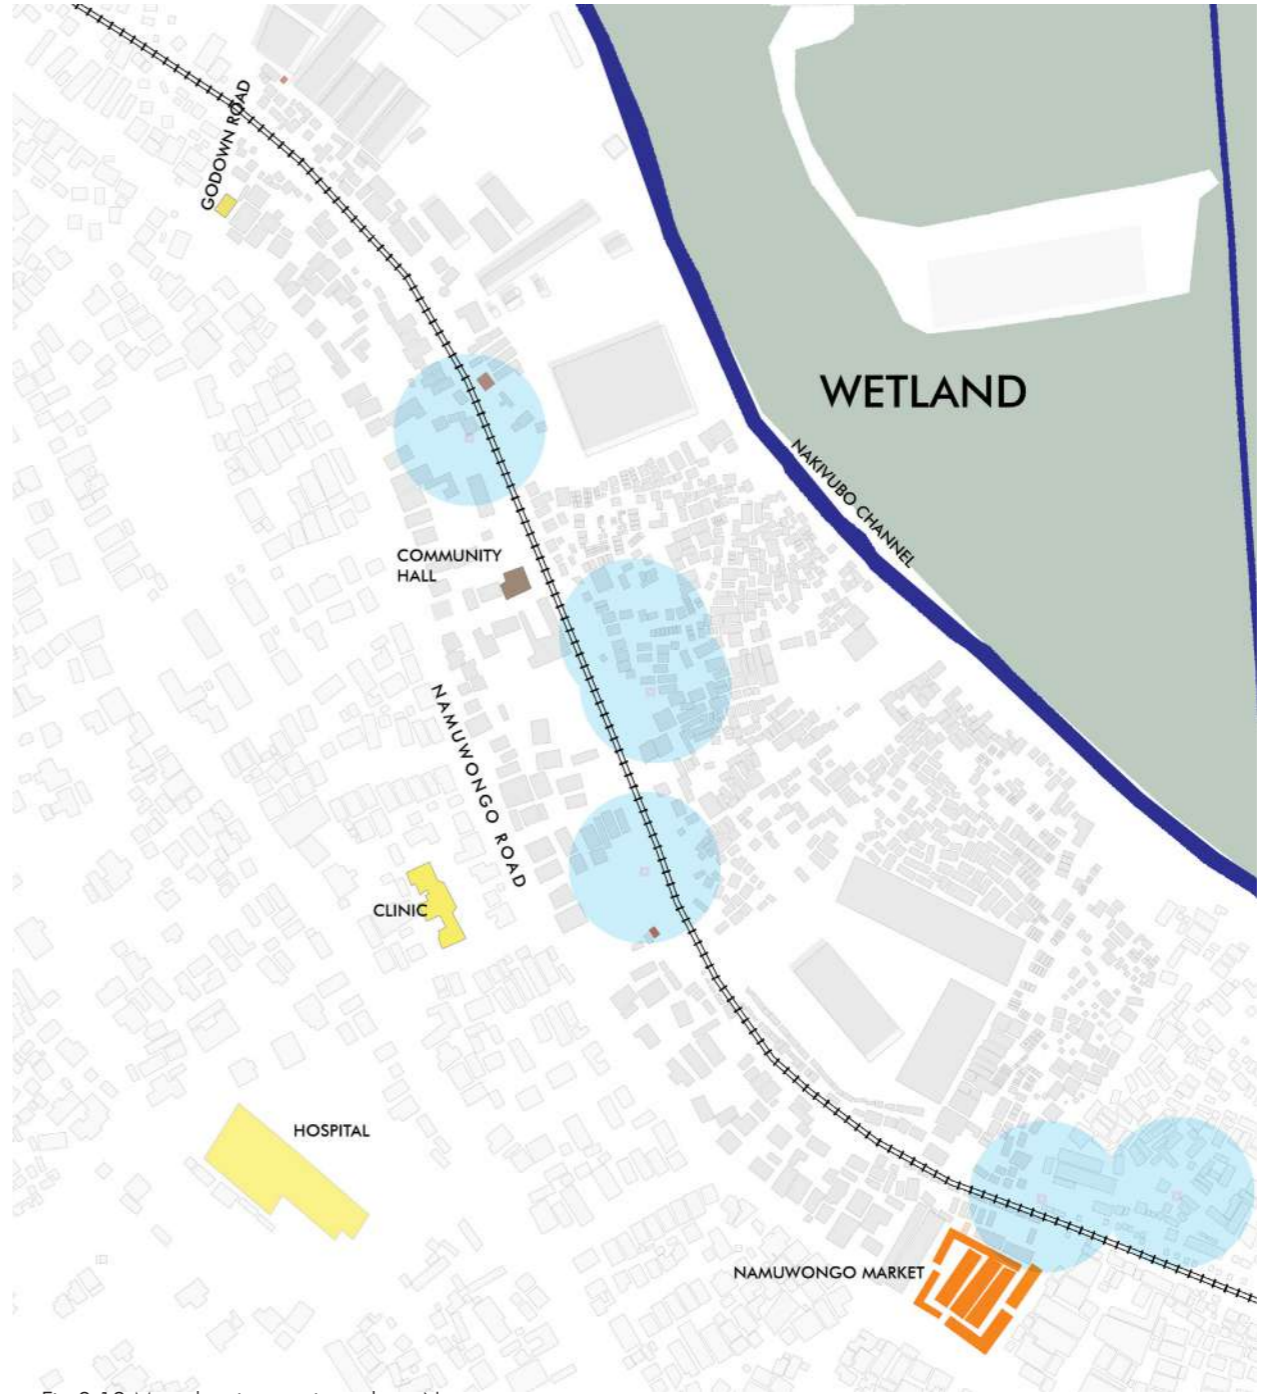 GODOWN ROAD
WETLAND
NAKIVUBO CHANNEL
COMMUNITY
HALL
NAMUWONGO ROAD
CLINIC
HOSPITAL
NAMUWONGO MARKET